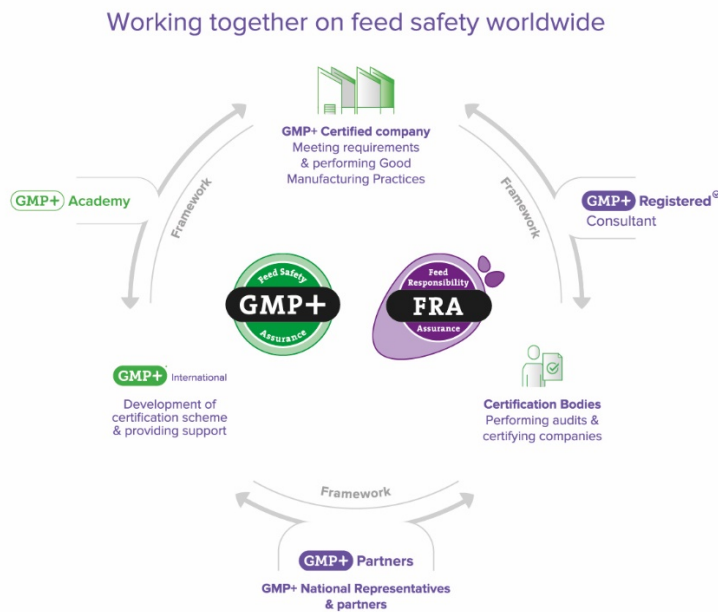 Working together on feed safety worldwide
GMP+ Certified company
Meeting requirements
& performing Good
Manufacturing Practices
GMP+ Academy
Framework
Framework
GMP+ Registered
Consultant
Feed Safety
GMP+
Assurance
Feed
Responsibility
FRA
Assurance
GMP+ International
Development of
certification scheme
& providing support
Certification Bodies
Performing audits &
certifying companies
Framework
GMP+ Partners
GMP+ National Representatives
& partners